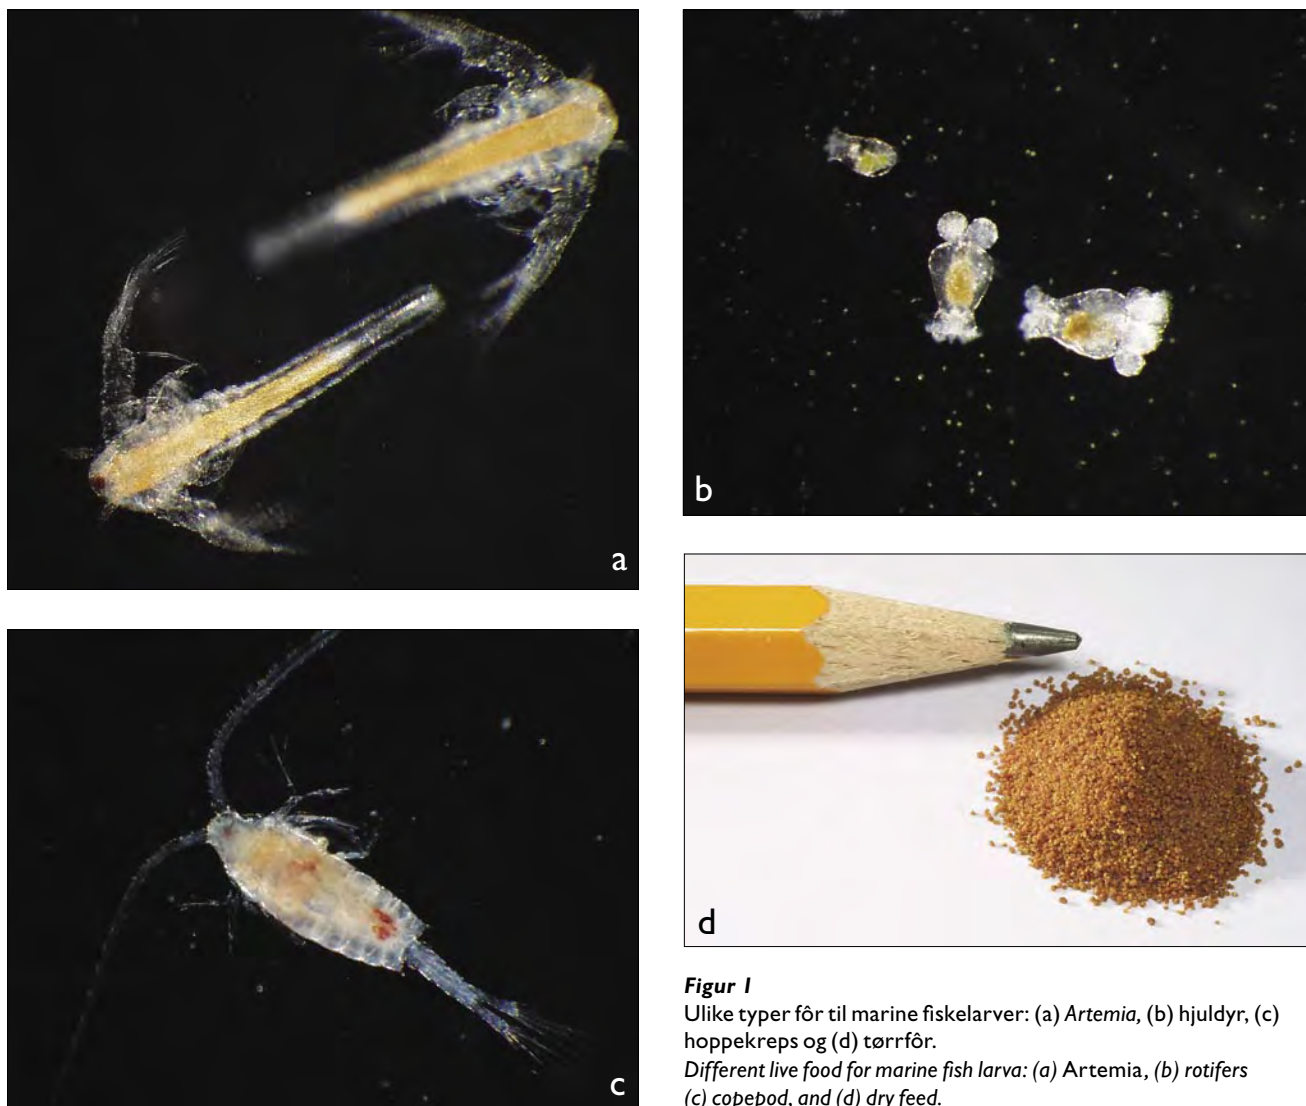 a
b
c
d
Figur 1
Ulike typer fôr til marine fiskelarver: (a) Artemia, (b) hjuldyr, (c)
hoppekreps og (d) tørrfôr.
Different live food for marine fish larva: (a) Artemia, (b) rotifers
(c) copepod, and (d) dry feed.